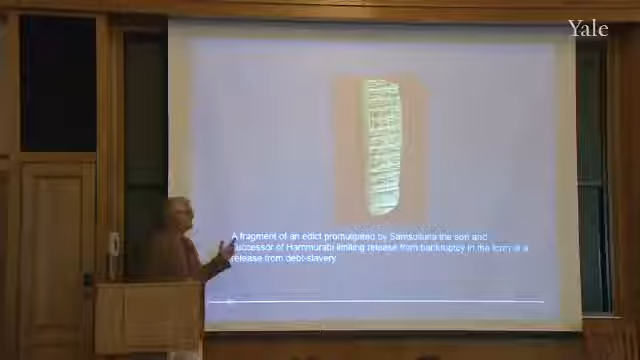 Yale
A fragment of an edict promulgated by Samsuiluna the son and
successor of Hammurabi limiting release from bankruptcy in the form of a
release from debt-slavery